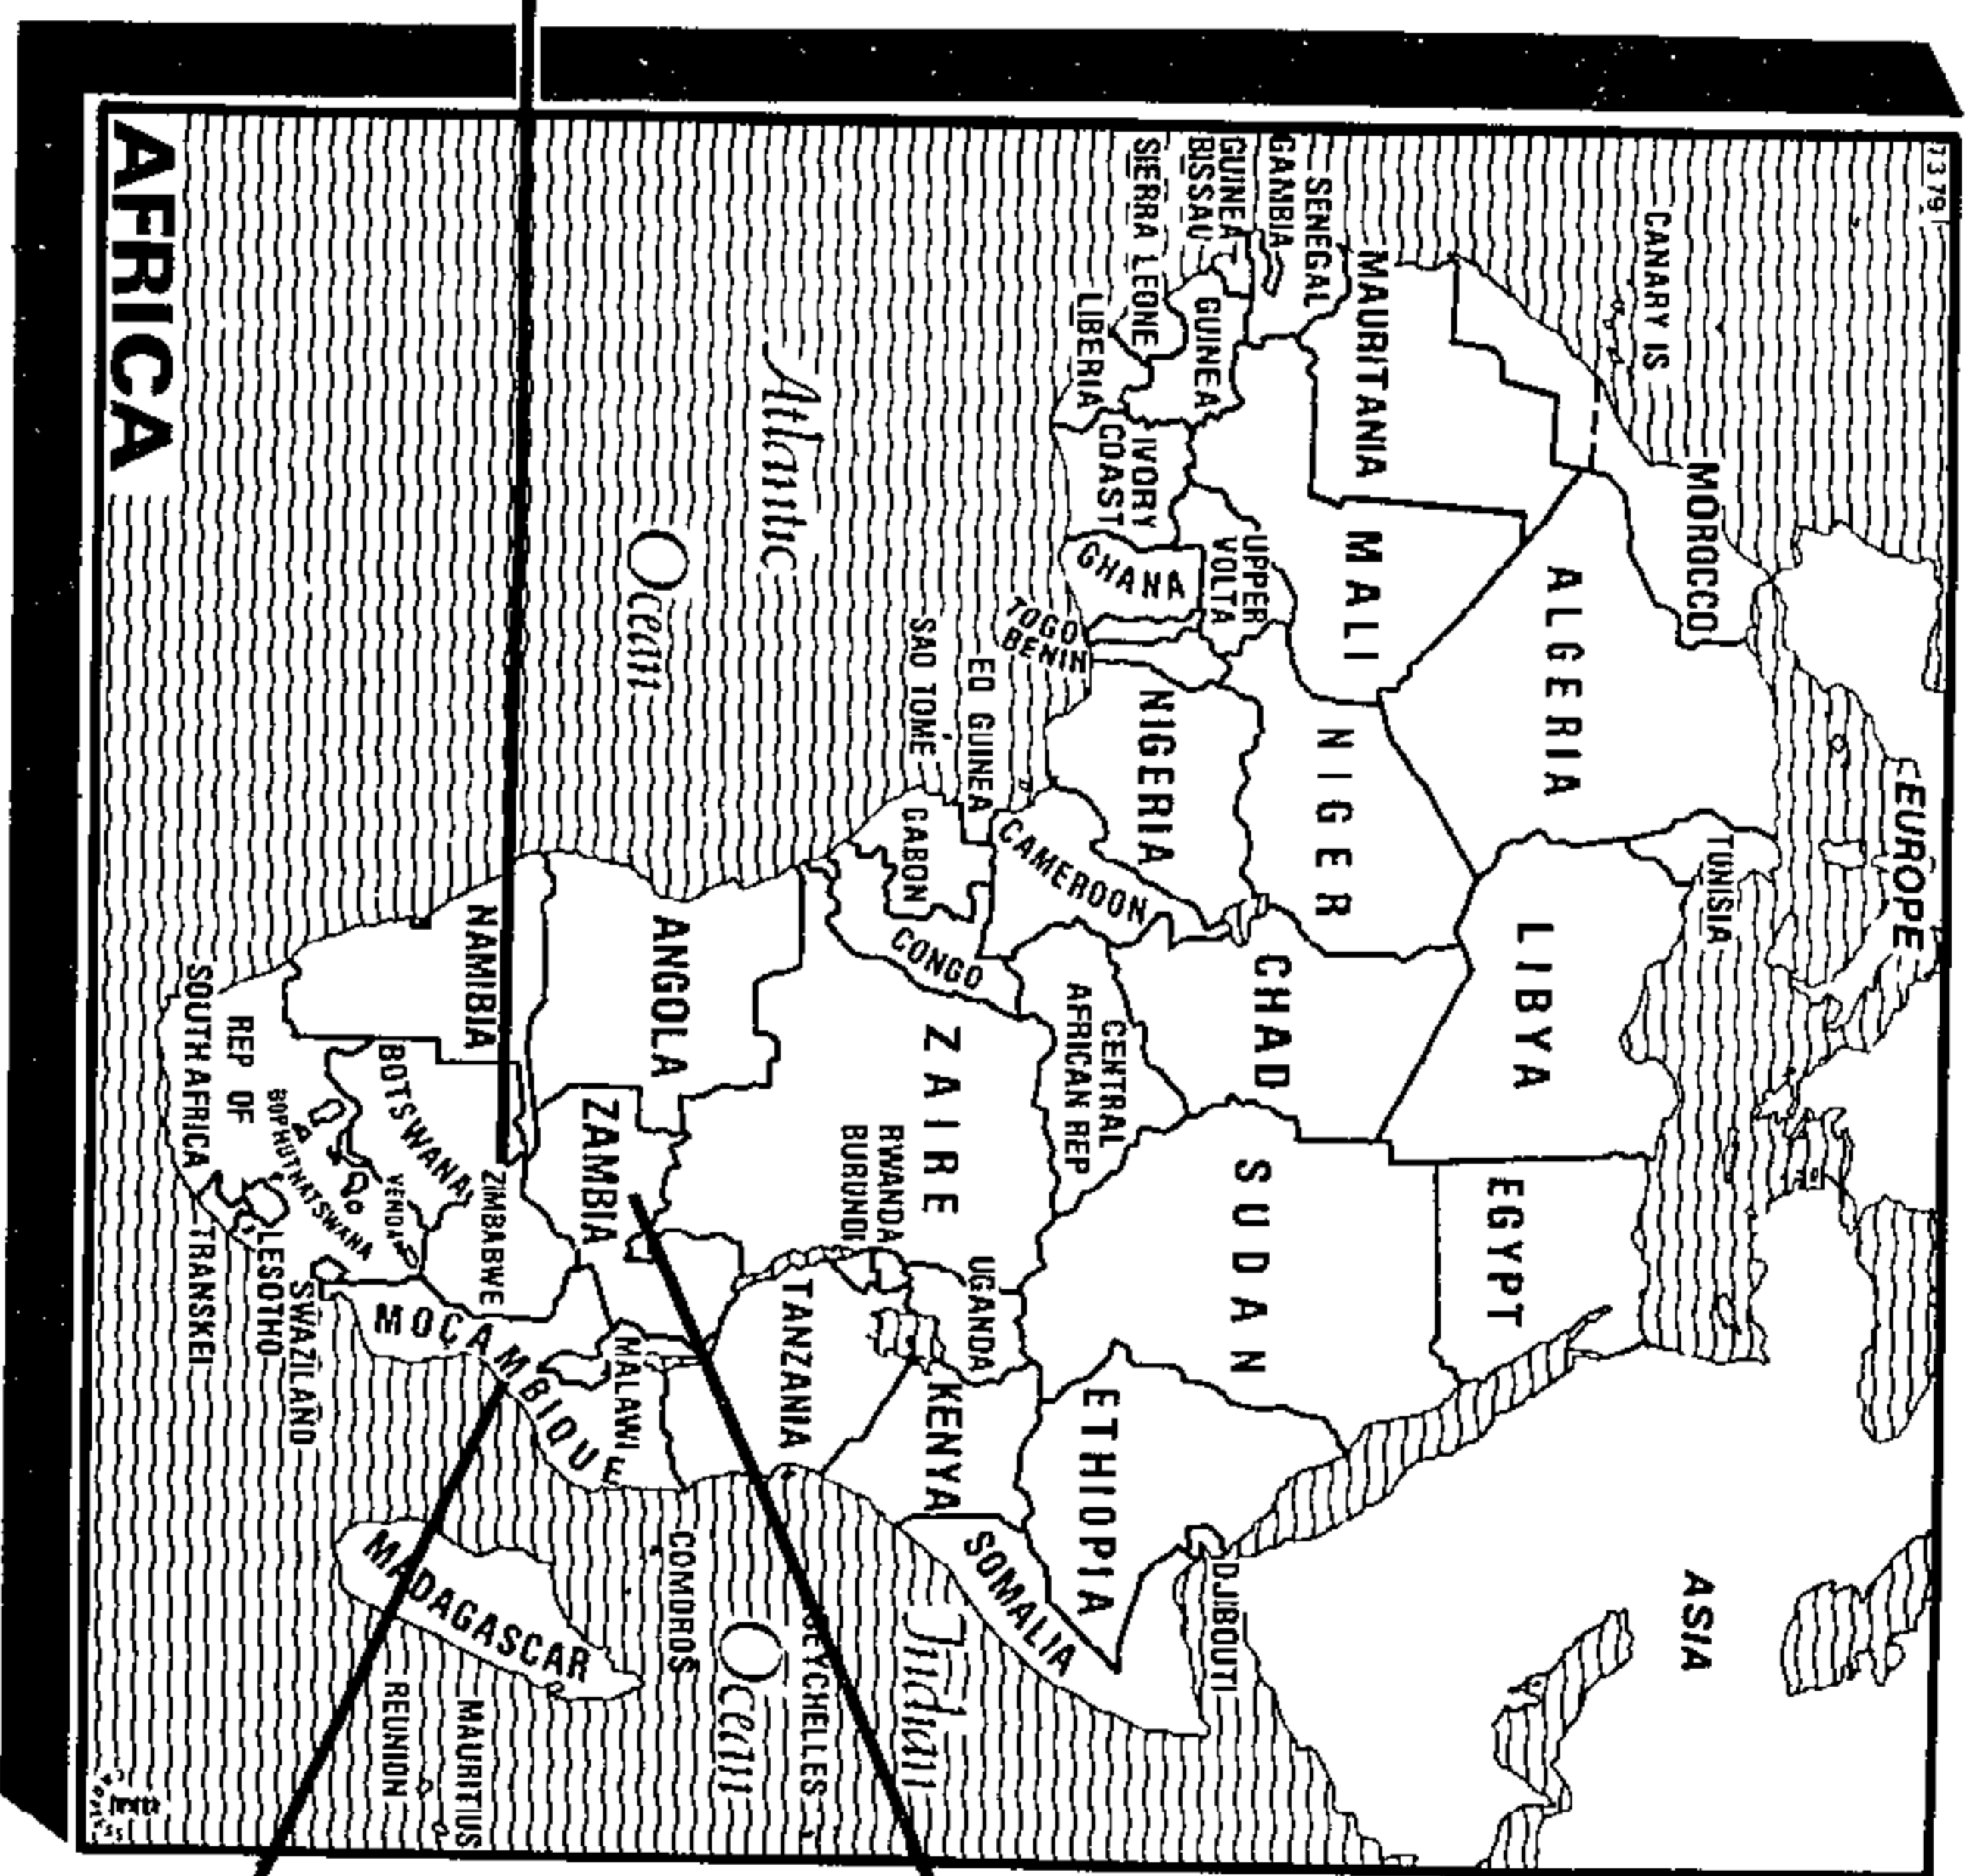 7379
CANARY IS
EUROPE
MOROCCO
TUNISIA
ALGERIA
LIBYA
EGYPT
ASIA
MAURITANIA
MALI
NIGER
CHAD
SUDAN
SENEGAL
GAMBIA
GUINEA
BISSAU
GUINEA
SIERRA LEONE
LIBERIA
IVORY
COAST
UPPER
VOLTA
GHANA
TOGO
BENIN
NIGERIA
CAMEROON
CENTRAL
AFRICAN REP
ETHIOPIA
DJIBOUTI
SOMALIA
EQ GUINEA
SAO TOME
GABON
CONGO
ZAIRE
UGANDA
KENYA
RWANDA
BURUNDI
TANZANIA
Indian
Ocean
SEYCHELLES
Atlantic
Ocean
ANGOLA
ZAMBIA
MALAWI
COMOROS
NAMIBIA
ZIMBABWE
BOTSWANA
VENDA
MOCAMBIQUE
MADAGASCAR
MAURITIUS
REUNION
BOPHUTHATSWANA
REP OF
SOUTH AFRICA
SWAZILAND
LESOTHO
TRANSKEI
AFRICA